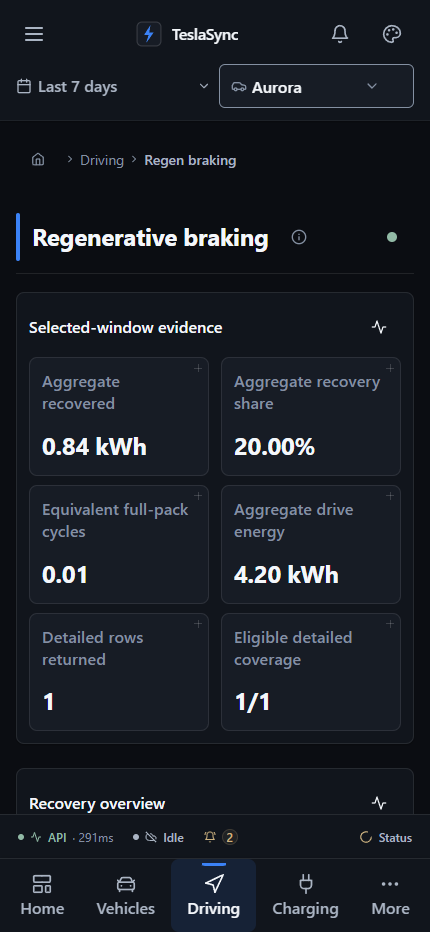 TeslaSync
Last 7 days
Aurora
Driving
Regen braking
Regenerative braking
Selected-window evidence
Aggregate
recovered
0.84 kWh
Aggregate recovery
share
20.00%
Equivalent full-pack
cycles
0.01
Aggregate drive
energy
4.20 kWh
Detailed rows
returned
1
Eligible detailed
coverage
1/1
Recovery overview
API · 291ms
Idle
2
Status
Home
Vehicles
Driving
Charging
More